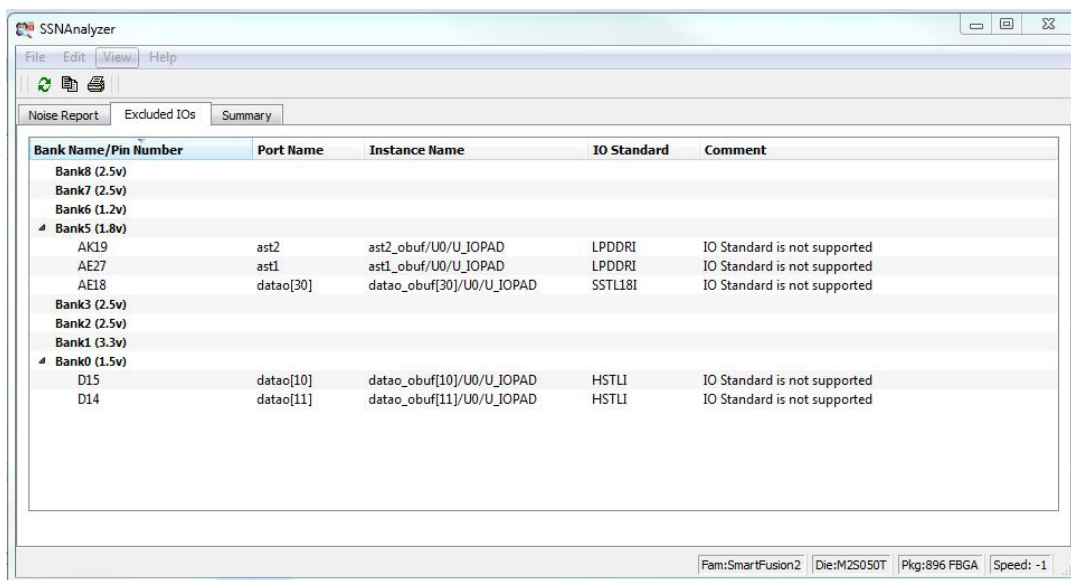 SSNAnalyzer
File Edit View Help
Noise Report Excluded IOs Summary
Bank Name/Pin Number Port Name Instance Name IO Standard Comment
Bank8 (2.5v)
Bank7 (2.5v)
Bank6 (1.2v)
Bank5 (1.8v)
AK19 ast2 ast2_obuf/U0/U_IOPAD LPDDRI IO Standard is not supported
AE27 ast1 ast1_obuf/U0/U_IOPAD LPDDRI IO Standard is not supported
AE18 datao[30] datao_obuf[30]/U0/U_IOPAD SSTL18I IO Standard is not supported
Bank3 (2.5v)
Bank2 (2.5v)
Bank1 (3.3v)
Bank0 (1.5v)
D15 datao[10] datao_obuf[10]/U0/U_IOPAD HSTLI IO Standard is not supported
D14 datao[11] datao_obuf[11]/U0/U_IOPAD HSTLI IO Standard is not supported
Fam:SmartFusion2 Die:M2S050T Pkg:896 FBGA Speed: -1